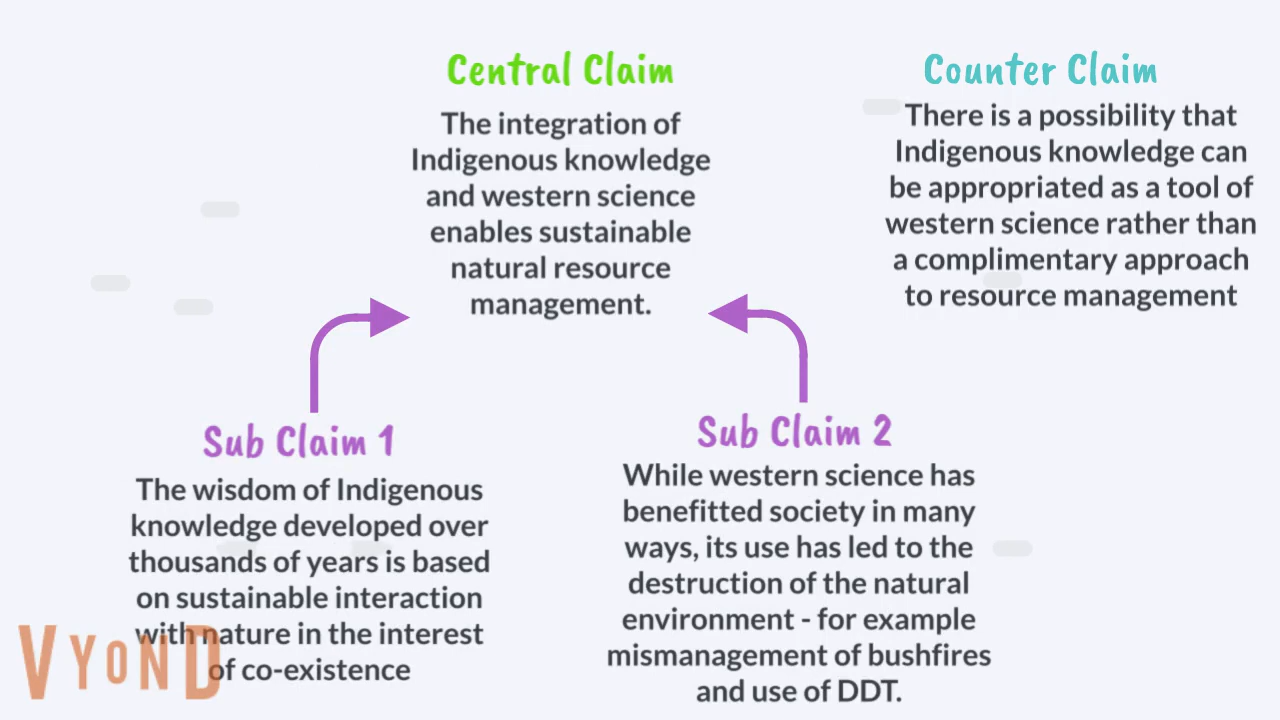 Central Claim
The integration of
Indigenous knowledge
and western science
enables sustainable
natural resource
management.
Counter Claim
There is a possibility that
Indigenous knowledge can
be appropriated as a tool of
western science rather than
a complimentary approach
to resource management
Sub Claim 1
The wisdom of Indigenous
knowledge developed over
thousands of years is based
on sustainable interaction
with nature in the interest
of co-existence
Sub Claim 2
While western science has
benefitted society in many
ways, its use has led to the
destruction of the natural
environment - for example
mismanagement of bushfires
and use of DDT.
VYOND